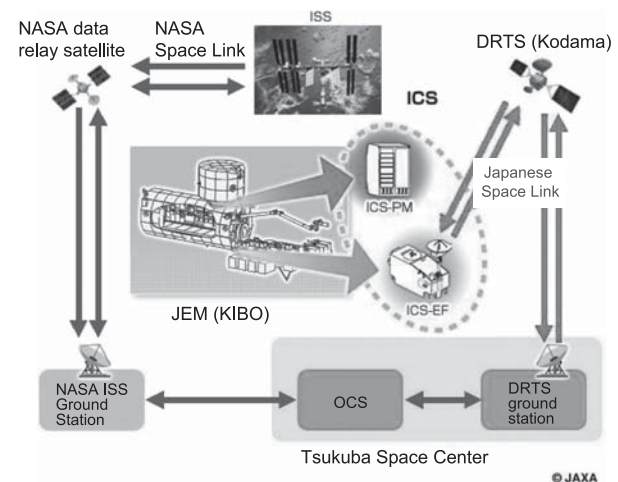 NASA data
relay satellite
NASA
Space Link
ISS
DRTS (Kodama)
ICS
Japanese
Space Link
ICS-PM
ICS-EF
JEM (KIBO)
NASA ISS
Ground
Station
OCS
DRTS
ground
station
Tsukuba Space Center
© JAXA